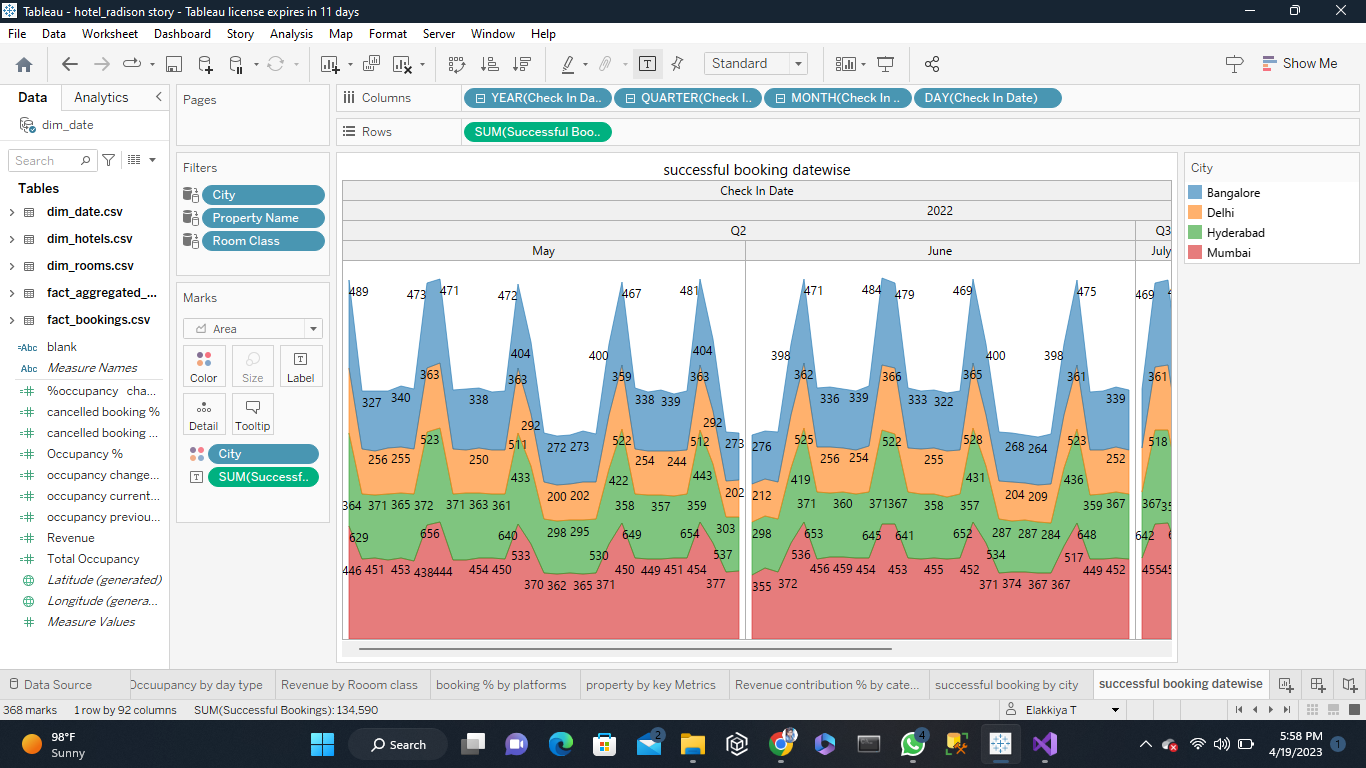 Tableau - hotel_radison story - Tableau license expires in 11 days
File Data Worksheet Dashboard Story Analysis Map Format Server Window Help
Standard
Show Me
Data Analytics
dim_date
Search
Tables
dim_date.csv
dim_hotels.csv
dim_rooms.csv
fact_aggregated_...
fact_bookings.csv
=Abc blank
Abc Measure Names
%occupancy cha...
cancelled booking %
cancelled booking ...
Occupancy %
occupancy change...
occupancy current...
occupancy previou...
Revenue
Total Occupancy
Latitude (generated)
Longitude (genera...
Measure Values
Pages
Filters
City
Property Name
Room Class
Marks
Area
Color Size Label
Detail Tooltip
City
SUM(Successf..
Columns YEAR(Check In Da.. QUARTER(Check I.. MONTH(Check In .. DAY(Check In Date)
Rows SUM(Successful Boo..
successful booking datewise
Check In Date
2022
Q2 Q3
May June July
489 473 471 472 467 481 471 484 479 469 475 469
404 400 404 398 400 398
363 363 359 363 362 366 365 361 361
327 340 338 338 339 336 339 333 322 339
292 292
523 511 522 512 525 522 528 523 518
272 273 273 276 268 264
256 255 250 254 244 256 254 255 252
433 422 443 419 431 436
200 202 202 212 204 209
364 371 365 372 371 363 361 358 357 359 371 360 371 367 358 357 359 367 367 35
298 295 303 298 287 287 284
629 656 640 649 654 653 645 641 652 648 642
533 530 537 536 534 517
446 451 453 438 444 454 450 450 449 451 454 456 459 454 453 455 452 449 452 455 45
370 362 365 371 377 355 372 371 374 367 367
City
Bangalore
Delhi
Hyderabad
Mumbai
Data Source Occuupancy by day type Revenue by Rooom class booking % by platforms property by key Metrics Revenue contribution % by cate... successful booking by city successful booking datewise
368 marks 1 row by 92 columns SUM(Successful Bookings): 134,590 Elakkiya T
98°F
Sunny
Search
2
4
5:58 PM
4/19/2023
1